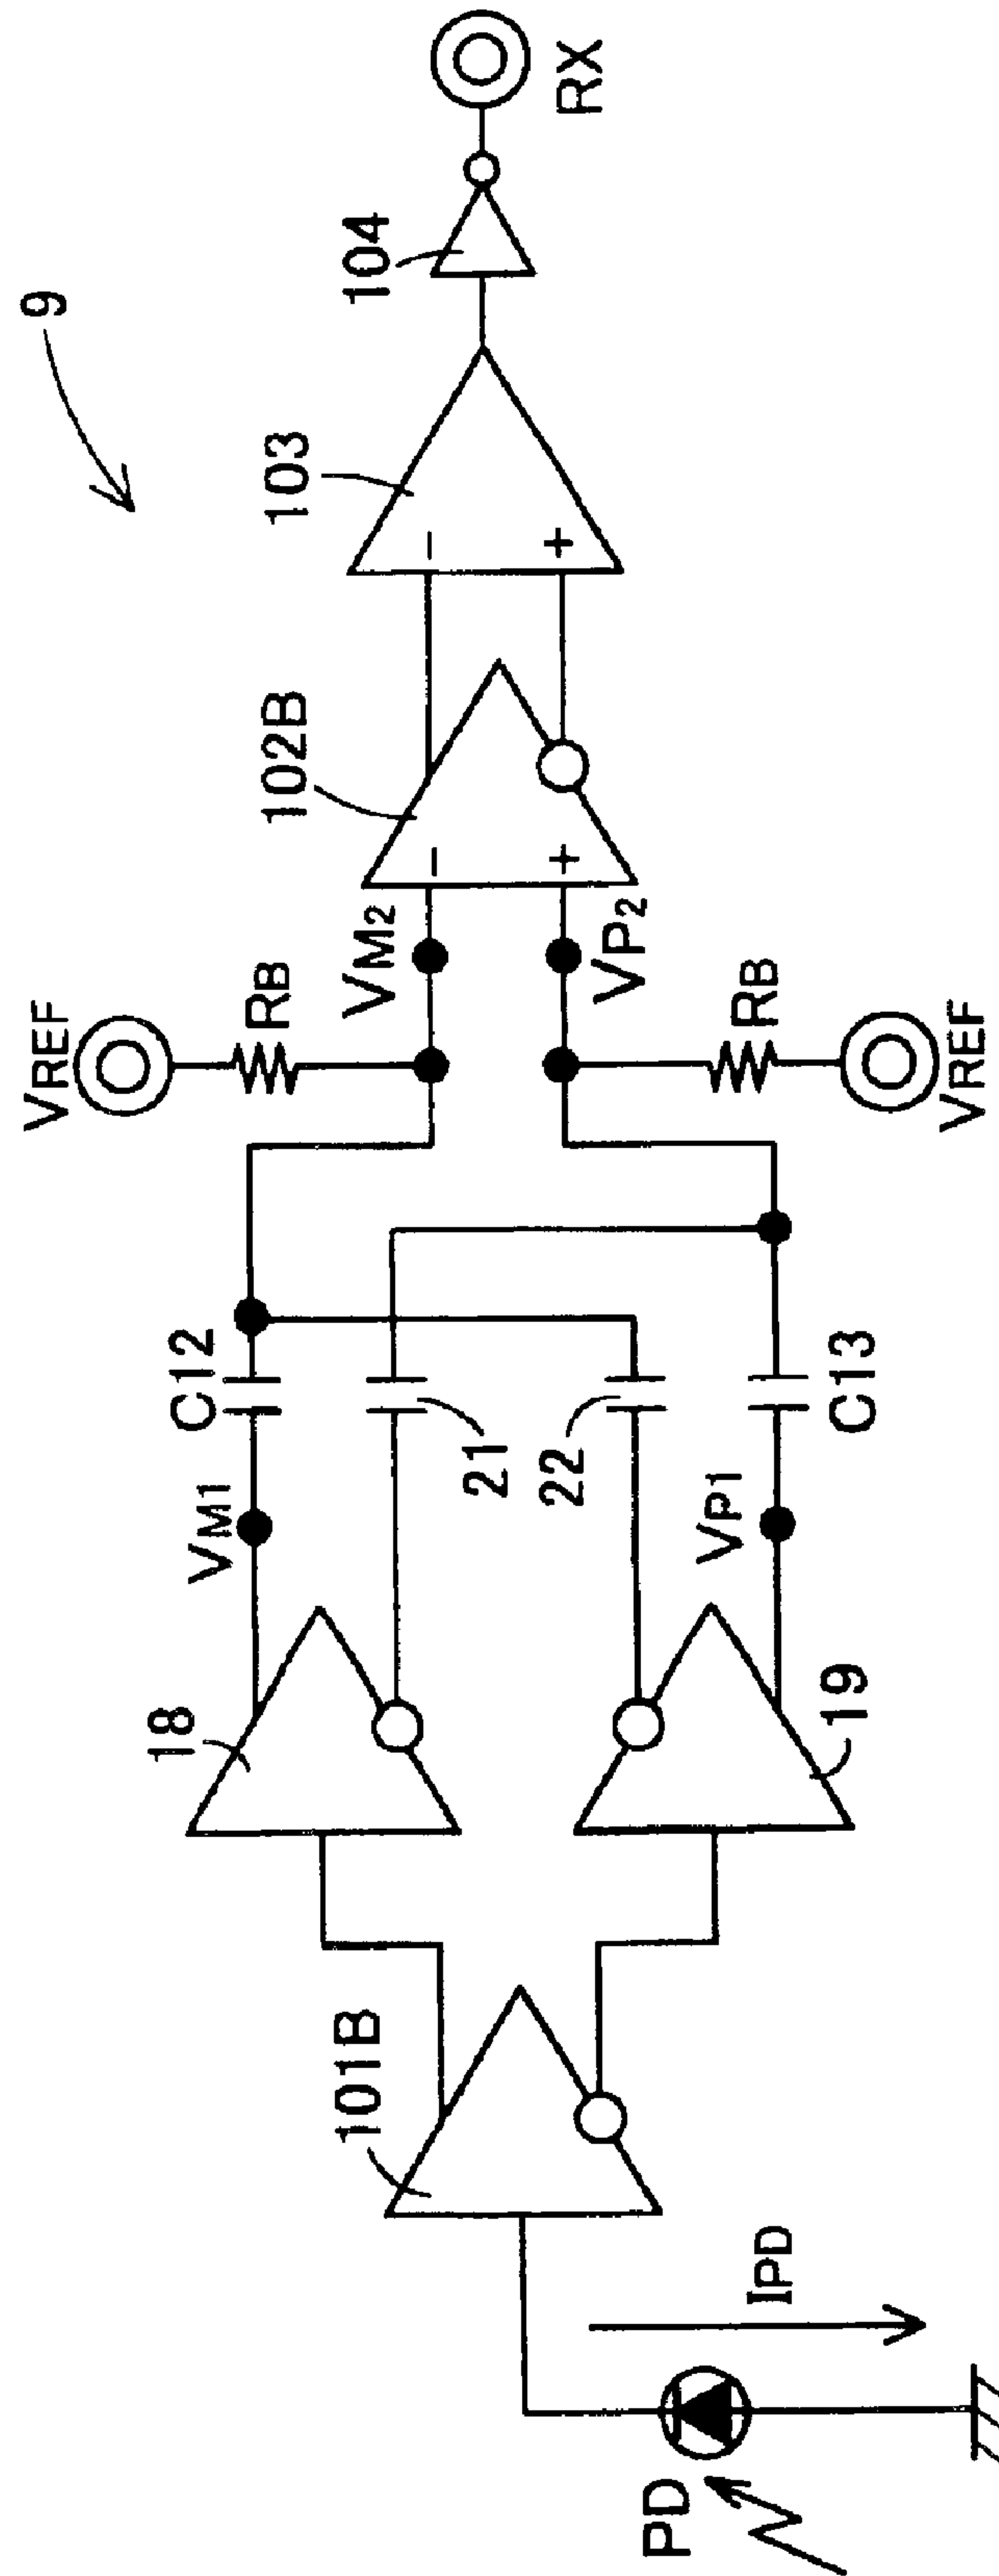 9
PD
IPD
101B
18
19
VM1
VP1
C12
21
22
C13
VREF
RB
VM2
VP2
RB
VREF
102B
−
+
103
−
+
104
RX